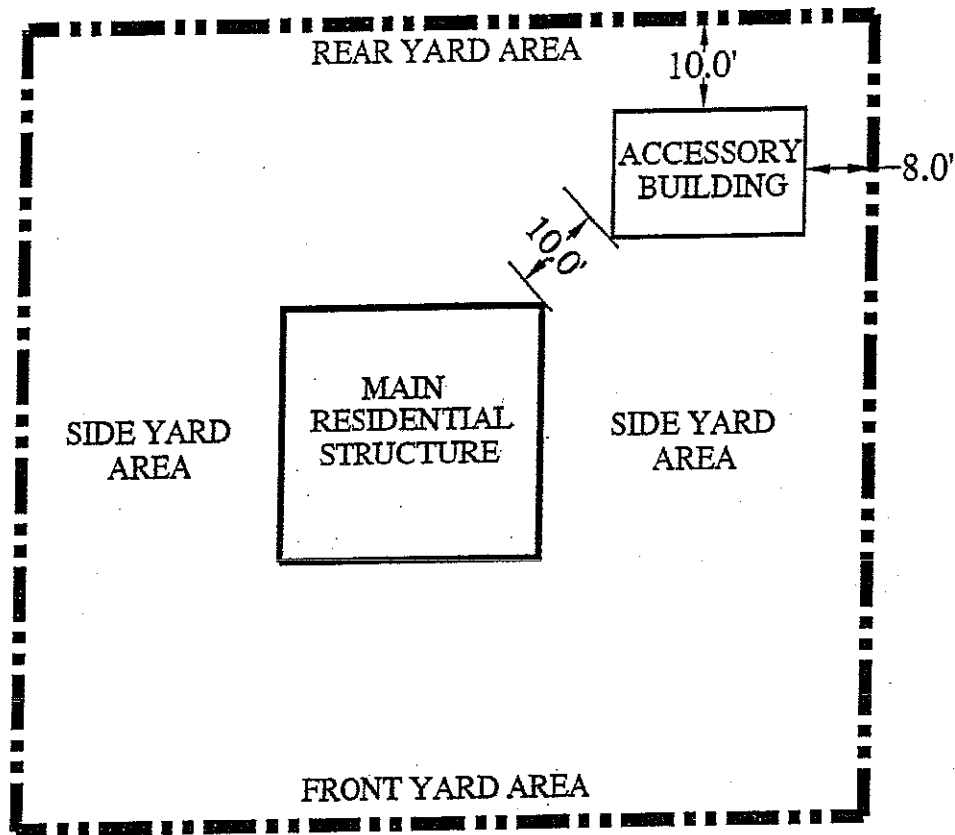 REAR YARD AREA
10.0'
ACCESSORY
BUILDING
8.0'
10.0'
MAIN
RESIDENTIAL
STRUCTURE
SIDE YARD
AREA
SIDE YARD
AREA
FRONT YARD AREA